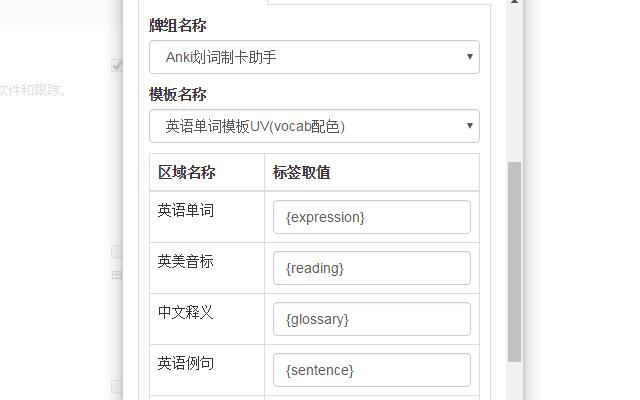 牌组名称
Anki划词制卡助手
模板名称
英语单词模板UV(vocab配色)
区域名称 标签取值
英语单词 {expression}
英美音标 {reading}
中文释义 {glossary}
英语例句 {sentence}
软件和跟踪。